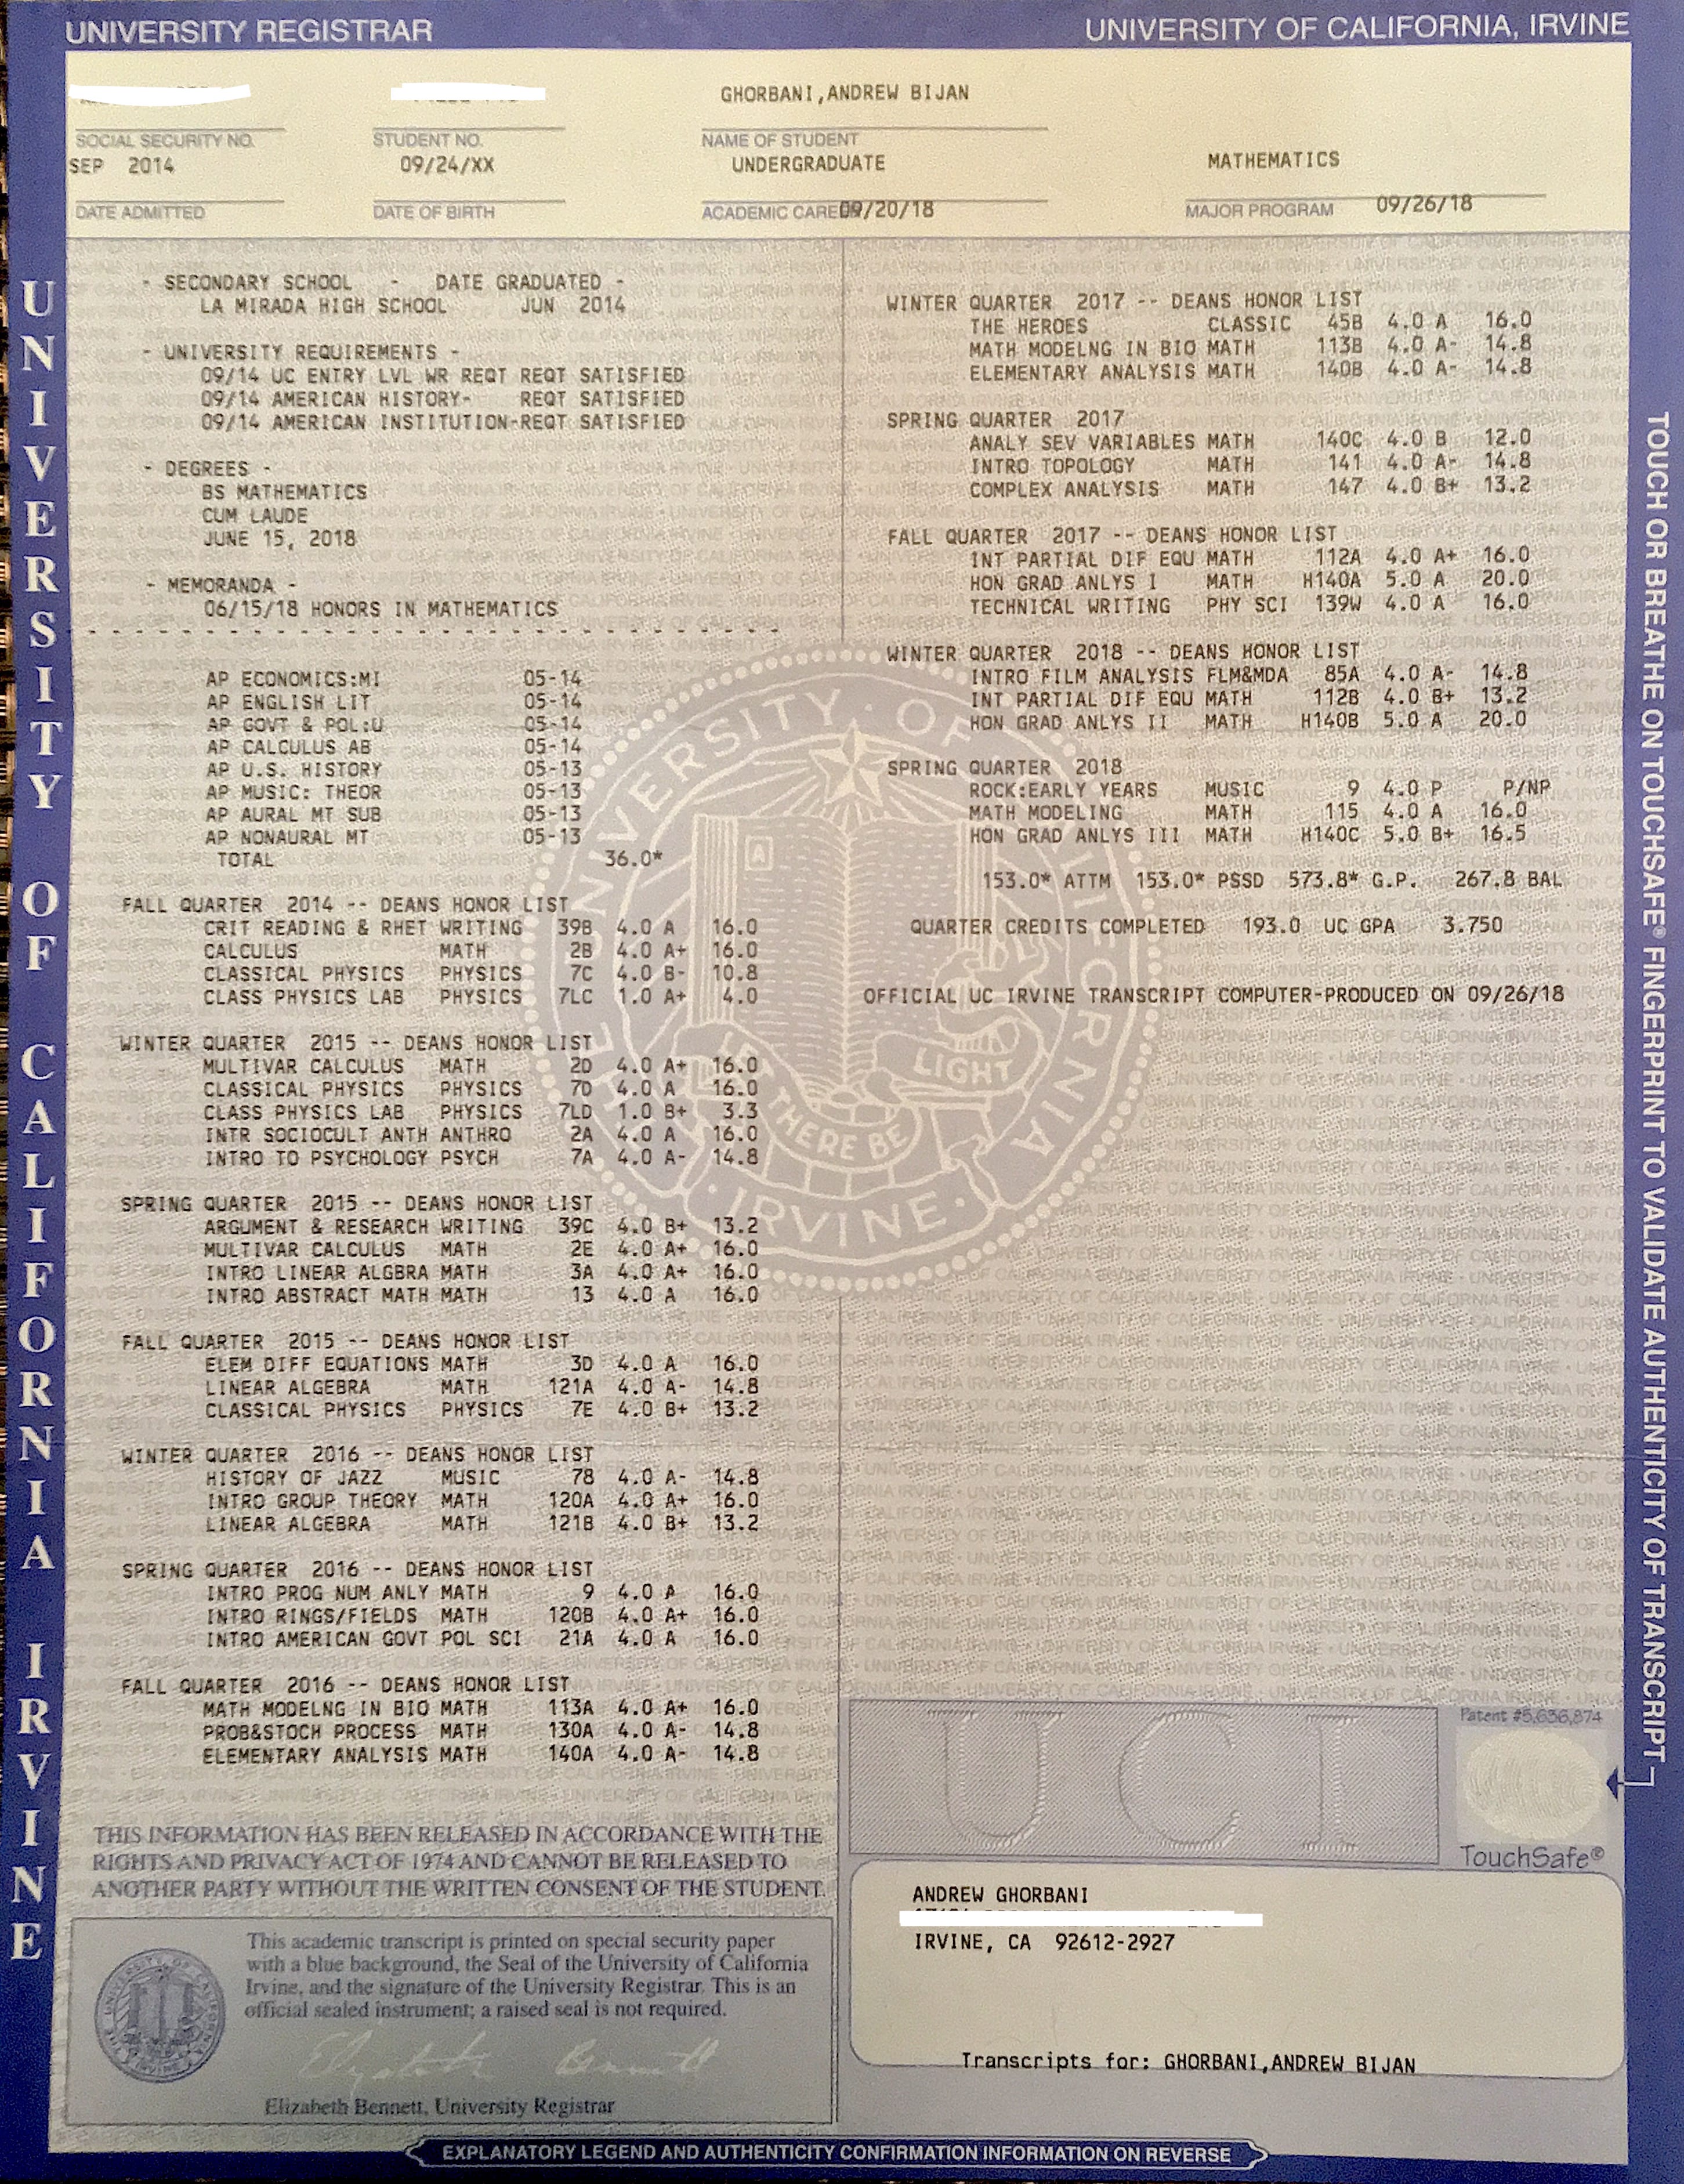 UNIVERSITY REGISTRAR
UNIVERSITY OF CALIFORNIA, IRVINE
GHORBANI,ANDREW BIJAN
SOCIAL SECURITY NO.
STUDENT NO.
NAME OF STUDENT
SEP 2014
09/24/XX
UNDERGRADUATE
MATHEMATICS
DATE ADMITTED
DATE OF BIRTH
ACADEMIC CAREER 09/20/18
MAJOR PROGRAM
09/26/18
UNIVERSITY OF CALIFORNIA IRVINE
- SECONDARY SCHOOL - DATE GRADUATED -
LA MIRADA HIGH SCHOOL JUN 2014
- UNIVERSITY REQUIREMENTS -
09/14 UC ENTRY LVL WR REQT REQT SATISFIED
09/14 AMERICAN HISTORY- REQT SATISFIED
09/14 AMERICAN INSTITUTION-REQT SATISFIED
- DEGREES -
BS MATHEMATICS
CUM LAUDE
JUNE 15, 2018
- MEMORANDA -
06/15/18 HONORS IN MATHEMATICS
AP ECONOMICS:MI 05-14
AP ENGLISH LIT 05-14
AP GOVT & POL:U 05-14
AP CALCULUS AB 05-14
AP U.S. HISTORY 05-13
AP MUSIC: THEOR 05-13
AP AURAL MT SUB 05-13
AP NONAURAL MT 05-13
TOTAL 36.0*
FALL QUARTER 2014 -- DEANS HONOR LIST
CRIT READING & RHET WRITING 39B 4.0 A 16.0
CALCULUS MATH 2B 4.0 A+ 16.0
CLASSICAL PHYSICS PHYSICS 7C 4.0 B- 10.8
CLASS PHYSICS LAB PHYSICS 7LC 1.0 A+ 4.0
WINTER QUARTER 2015 -- DEANS HONOR LIST
MULTIVAR CALCULUS MATH 2D 4.0 A+ 16.0
CLASSICAL PHYSICS PHYSICS 7D 4.0 A 16.0
CLASS PHYSICS LAB PHYSICS 7LD 1.0 B+ 3.3
INTR SOCIOCULT ANTH ANTHRO 2A 4.0 A 16.0
INTRO TO PSYCHOLOGY PSYCH 7A 4.0 A- 14.8
SPRING QUARTER 2015 -- DEANS HONOR LIST
ARGUMENT & RESEARCH WRITING 39C 4.0 B+ 13.2
MULTIVAR CALCULUS MATH 2E 4.0 A+ 16.0
INTRO LINEAR ALGBRA MATH 3A 4.0 A+ 16.0
INTRO ABSTRACT MATH MATH 13 4.0 A 16.0
FALL QUARTER 2015 -- DEANS HONOR LIST
ELEM DIFF EQUATIONS MATH 3D 4.0 A 16.0
LINEAR ALGEBRA MATH 121A 4.0 A- 14.8
CLASSICAL PHYSICS PHYSICS 7E 4.0 B+ 13.2
WINTER QUARTER 2016 -- DEANS HONOR LIST
HISTORY OF JAZZ MUSIC 78 4.0 A- 14.8
INTRO GROUP THEORY MATH 120A 4.0 A+ 16.0
LINEAR ALGEBRA MATH 121B 4.0 B+ 13.2
SPRING QUARTER 2016 -- DEANS HONOR LIST
INTRO PROG NUM ANLY MATH 9 4.0 A 16.0
INTRO RINGS/FIELDS MATH 120B 4.0 A+ 16.0
INTRO AMERICAN GOVT POL SCI 21A 4.0 A 16.0
FALL QUARTER 2016 -- DEANS HONOR LIST
MATH MODELNG IN BIO MATH 113A 4.0 A+ 16.0
PROB&STOCH PROCESS MATH 130A 4.0 A- 14.8
ELEMENTARY ANALYSIS MATH 140A 4.0 A- 14.8
WINTER QUARTER 2017 -- DEANS HONOR LIST
THE HEROES CLASSIC 45B 4.0 A 16.0
MATH MODELNG IN BIO MATH 113B 4.0 A- 14.8
ELEMENTARY ANALYSIS MATH 140B 4.0 A- 14.8
SPRING QUARTER 2017
ANALY SEV VARIABLES MATH 140C 4.0 B 12.0
INTRO TOPOLOGY MATH 141 4.0 A- 14.8
COMPLEX ANALYSIS MATH 147 4.0 B+ 13.2
FALL QUARTER 2017 -- DEANS HONOR LIST
INT PARTIAL DIF EQU MATH 112A 4.0 A+ 16.0
HON GRAD ANLYS I MATH H140A 5.0 A 20.0
TECHNICAL WRITING PHY SCI 139W 4.0 A 16.0
WINTER QUARTER 2018 -- DEANS HONOR LIST
INTRO FILM ANALYSIS FLM&MDA 85A 4.0 A- 14.8
INT PARTIAL DIF EQU MATH 112B 4.0 B+ 13.2
HON GRAD ANLYS II MATH H140B 5.0 A 20.0
SPRING QUARTER 2018
ROCK:EARLY YEARS MUSIC 9 4.0 P P/NP
MATH MODELING MATH 115 4.0 A 16.0
HON GRAD ANLYS III MATH H140C 5.0 B+ 16.5
153.0* ATTM 153.0* PSSD 573.8* G.P. 267.8 BAL
QUARTER CREDITS COMPLETED 193.0 UC GPA 3.750
OFFICIAL UC IRVINE TRANSCRIPT COMPUTER-PRODUCED ON 09/26/18
THE UNIVERSITY · OF CALIFORNIA · IRVINE ·
LET THERE BE LIGHT
TOUCH OR BREATHE ON TOUCHSAFE® FINGERPRINT TO VALIDATE AUTHENTICITY OF TRANSCRIPT
THIS INFORMATION HAS BEEN RELEASED IN ACCORDANCE WITH THE
RIGHTS AND PRIVACY ACT OF 1974 AND CANNOT BE RELEASED TO
ANOTHER PARTY WITHOUT THE WRITTEN CONSENT OF THE STUDENT.
This academic transcript is printed on special security paper
with a blue background, the Seal of the University of California
Irvine, and the signature of the University Registrar. This is an
official sealed instrument; a raised seal is not required.
Elizabeth Bennett
Elizabeth Bennett, University Registrar
UCI
Patent #5,636,874
TouchSafe®
ANDREW GHORBANI
IRVINE, CA 92612-2927
Transcripts for: GHORBANI,ANDREW BIJAN
EXPLANATORY LEGEND AND AUTHENTICITY CONFIRMATION INFORMATION ON REVERSE